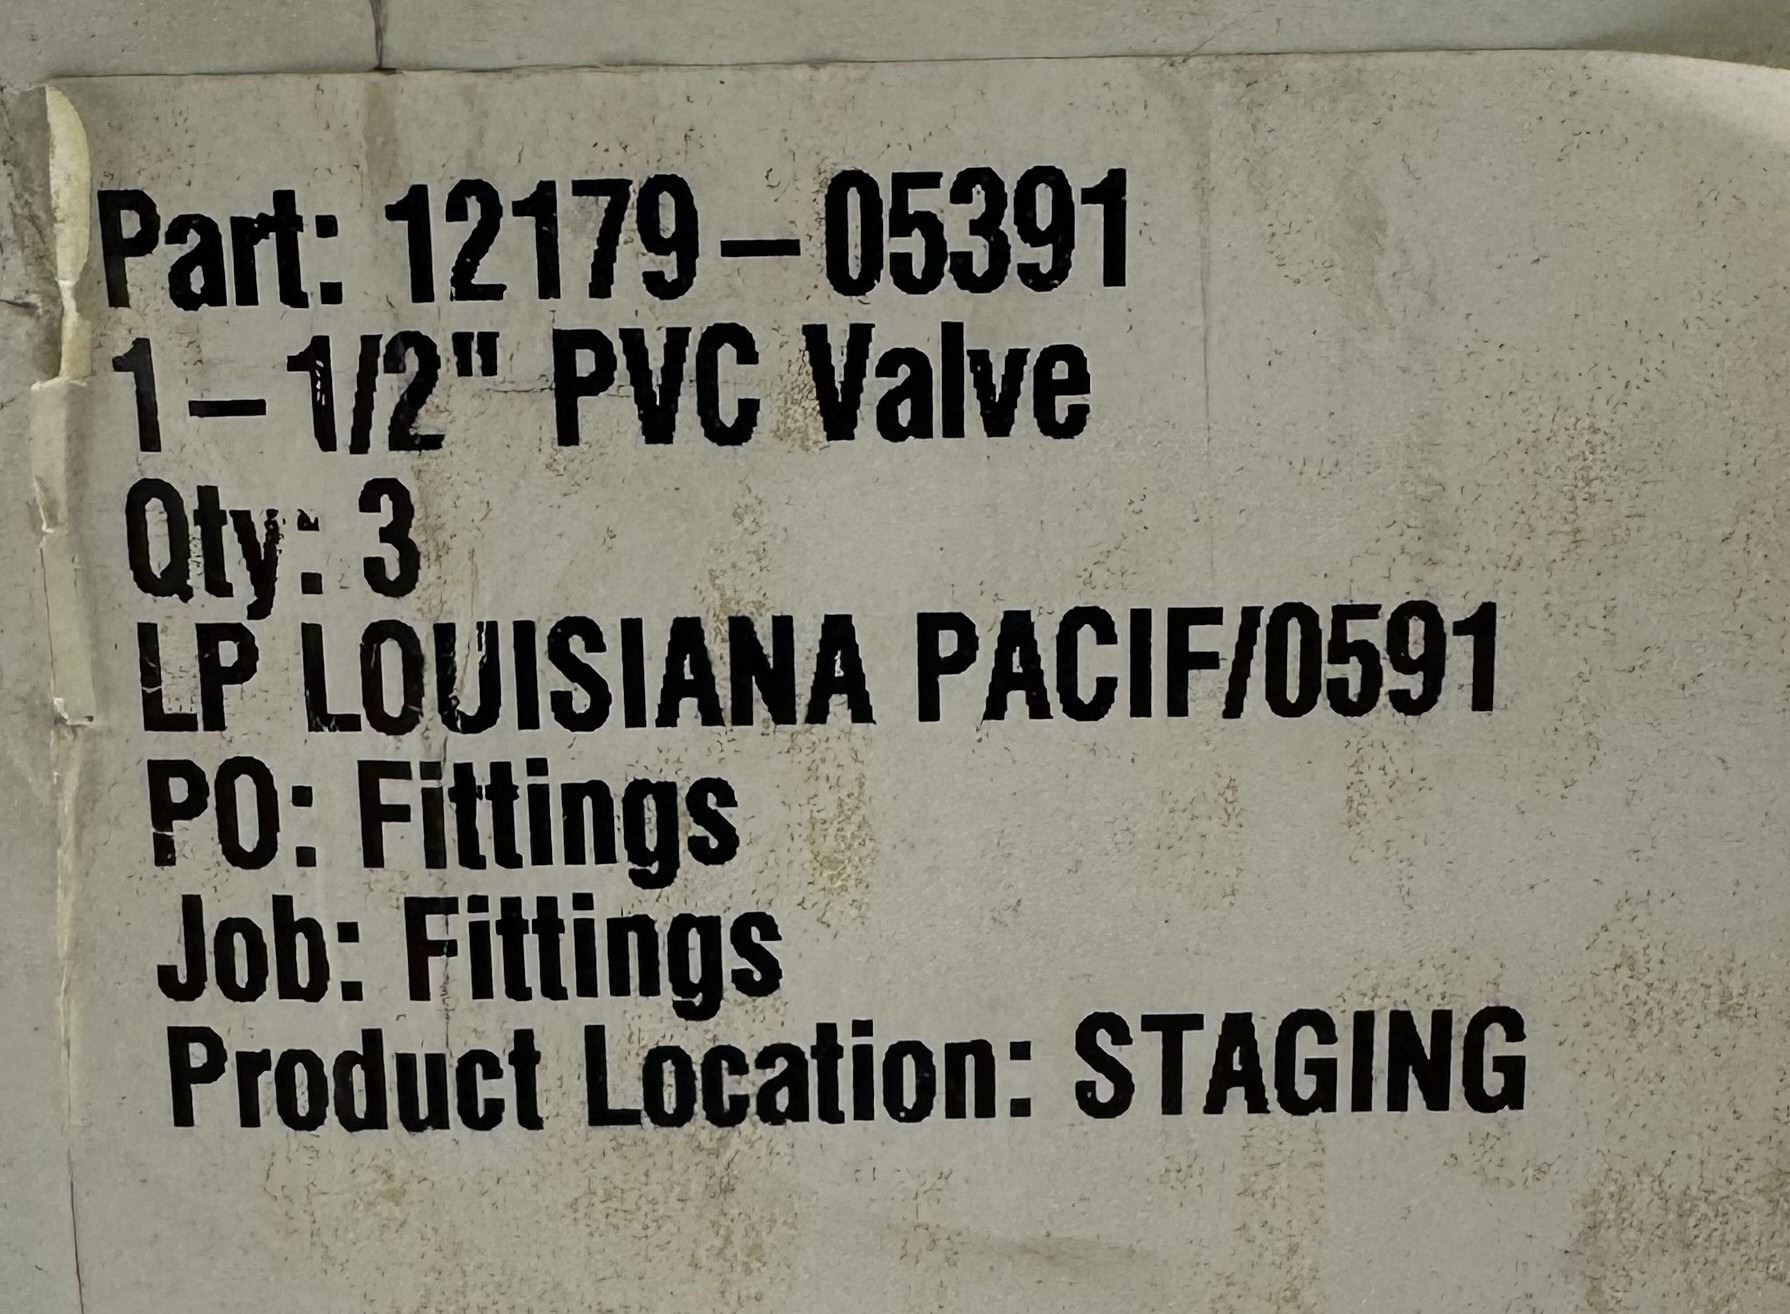 Part: 12179-05391
1-1/2" PVC Valve
Qty: 3
LP LOUISIANA PACIF/0591
PO: Fittings
Job: Fittings
Product Location: STAGING